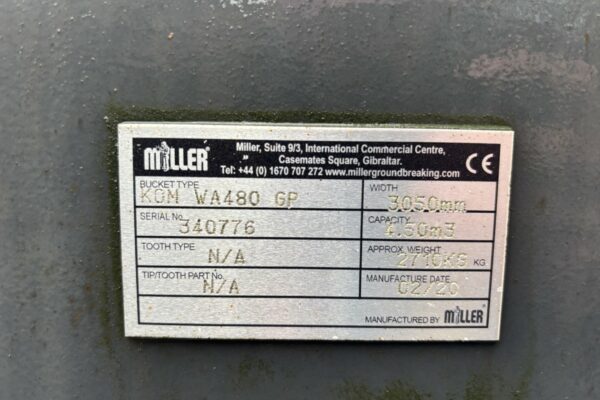 MILLER
Miller, Suite 9/3, International Commercial Centre,
Casemates Square, Gibraltar.
Tel: +44 (0) 1670 707 272 www.millergroundbreaking.com
CE
BUCKET TYPE
KOM WA480 GP
WIDTH
3050mm
SERIAL No.
340776
CAPACITY
4.50m3
TOOTH TYPE
N/A
APPROX. WEIGHT
2710KG KG
TIP/TOOTH PART No.
N/A
MANUFACTURE DATE
02/20
MANUFACTURED BY MILLER